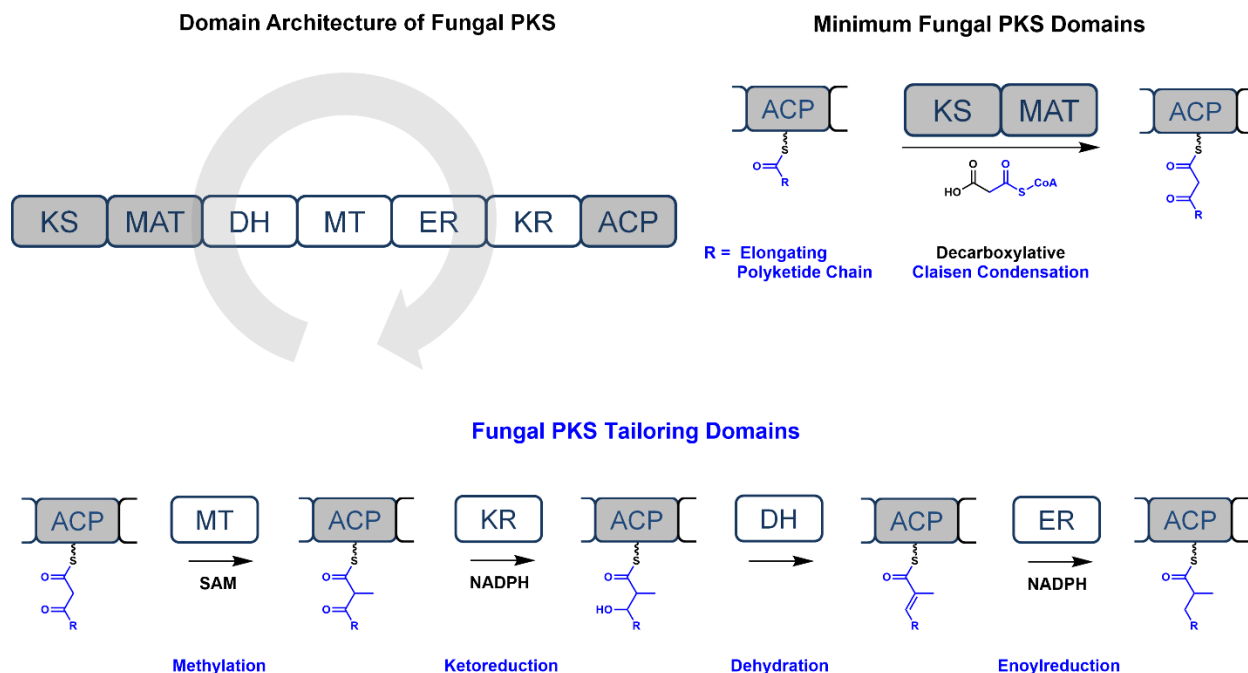 Domain Architecture of Fungal PKS
KS MAT DH MT ER KR ACP
Minimum Fungal PKS Domains
ACP KS MAT ACP
S
O
R
HO
O
O
S
CoA
S
O
O
R
R = Elongating
Polyketide Chain
Decarboxylative
Claisen Condensation
Fungal PKS Tailoring Domains
ACP MT ACP KR ACP DH ACP ER ACP
SAM NADPH NADPH
S
O
O
R
S
O
O
R
S
O
HO
R
S
O
R
S
O
R
Methylation Ketoreduction Dehydration Enoylreduction